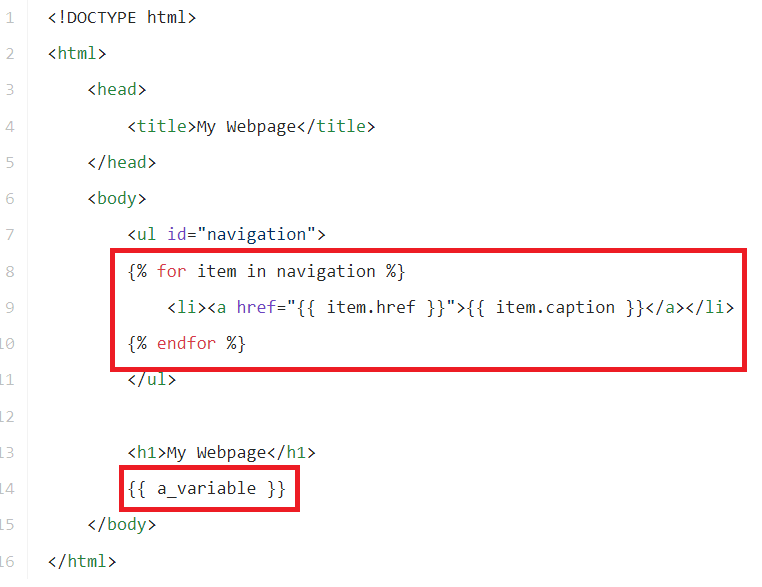 1 <!DOCTYPE html>
2 <html>
3     <head>
4         <title>My Webpage</title>
5     </head>
6     <body>
7         <ul id="navigation">
8         {% for item in navigation %}
9             <li><a href="{{ item.href }}">{{ item.caption }}</a></li>
10         {% endfor %}
11         </ul>
12
13         <h1>My Webpage</h1>
14         {{ a_variable }}
15     </body>
16 </html>